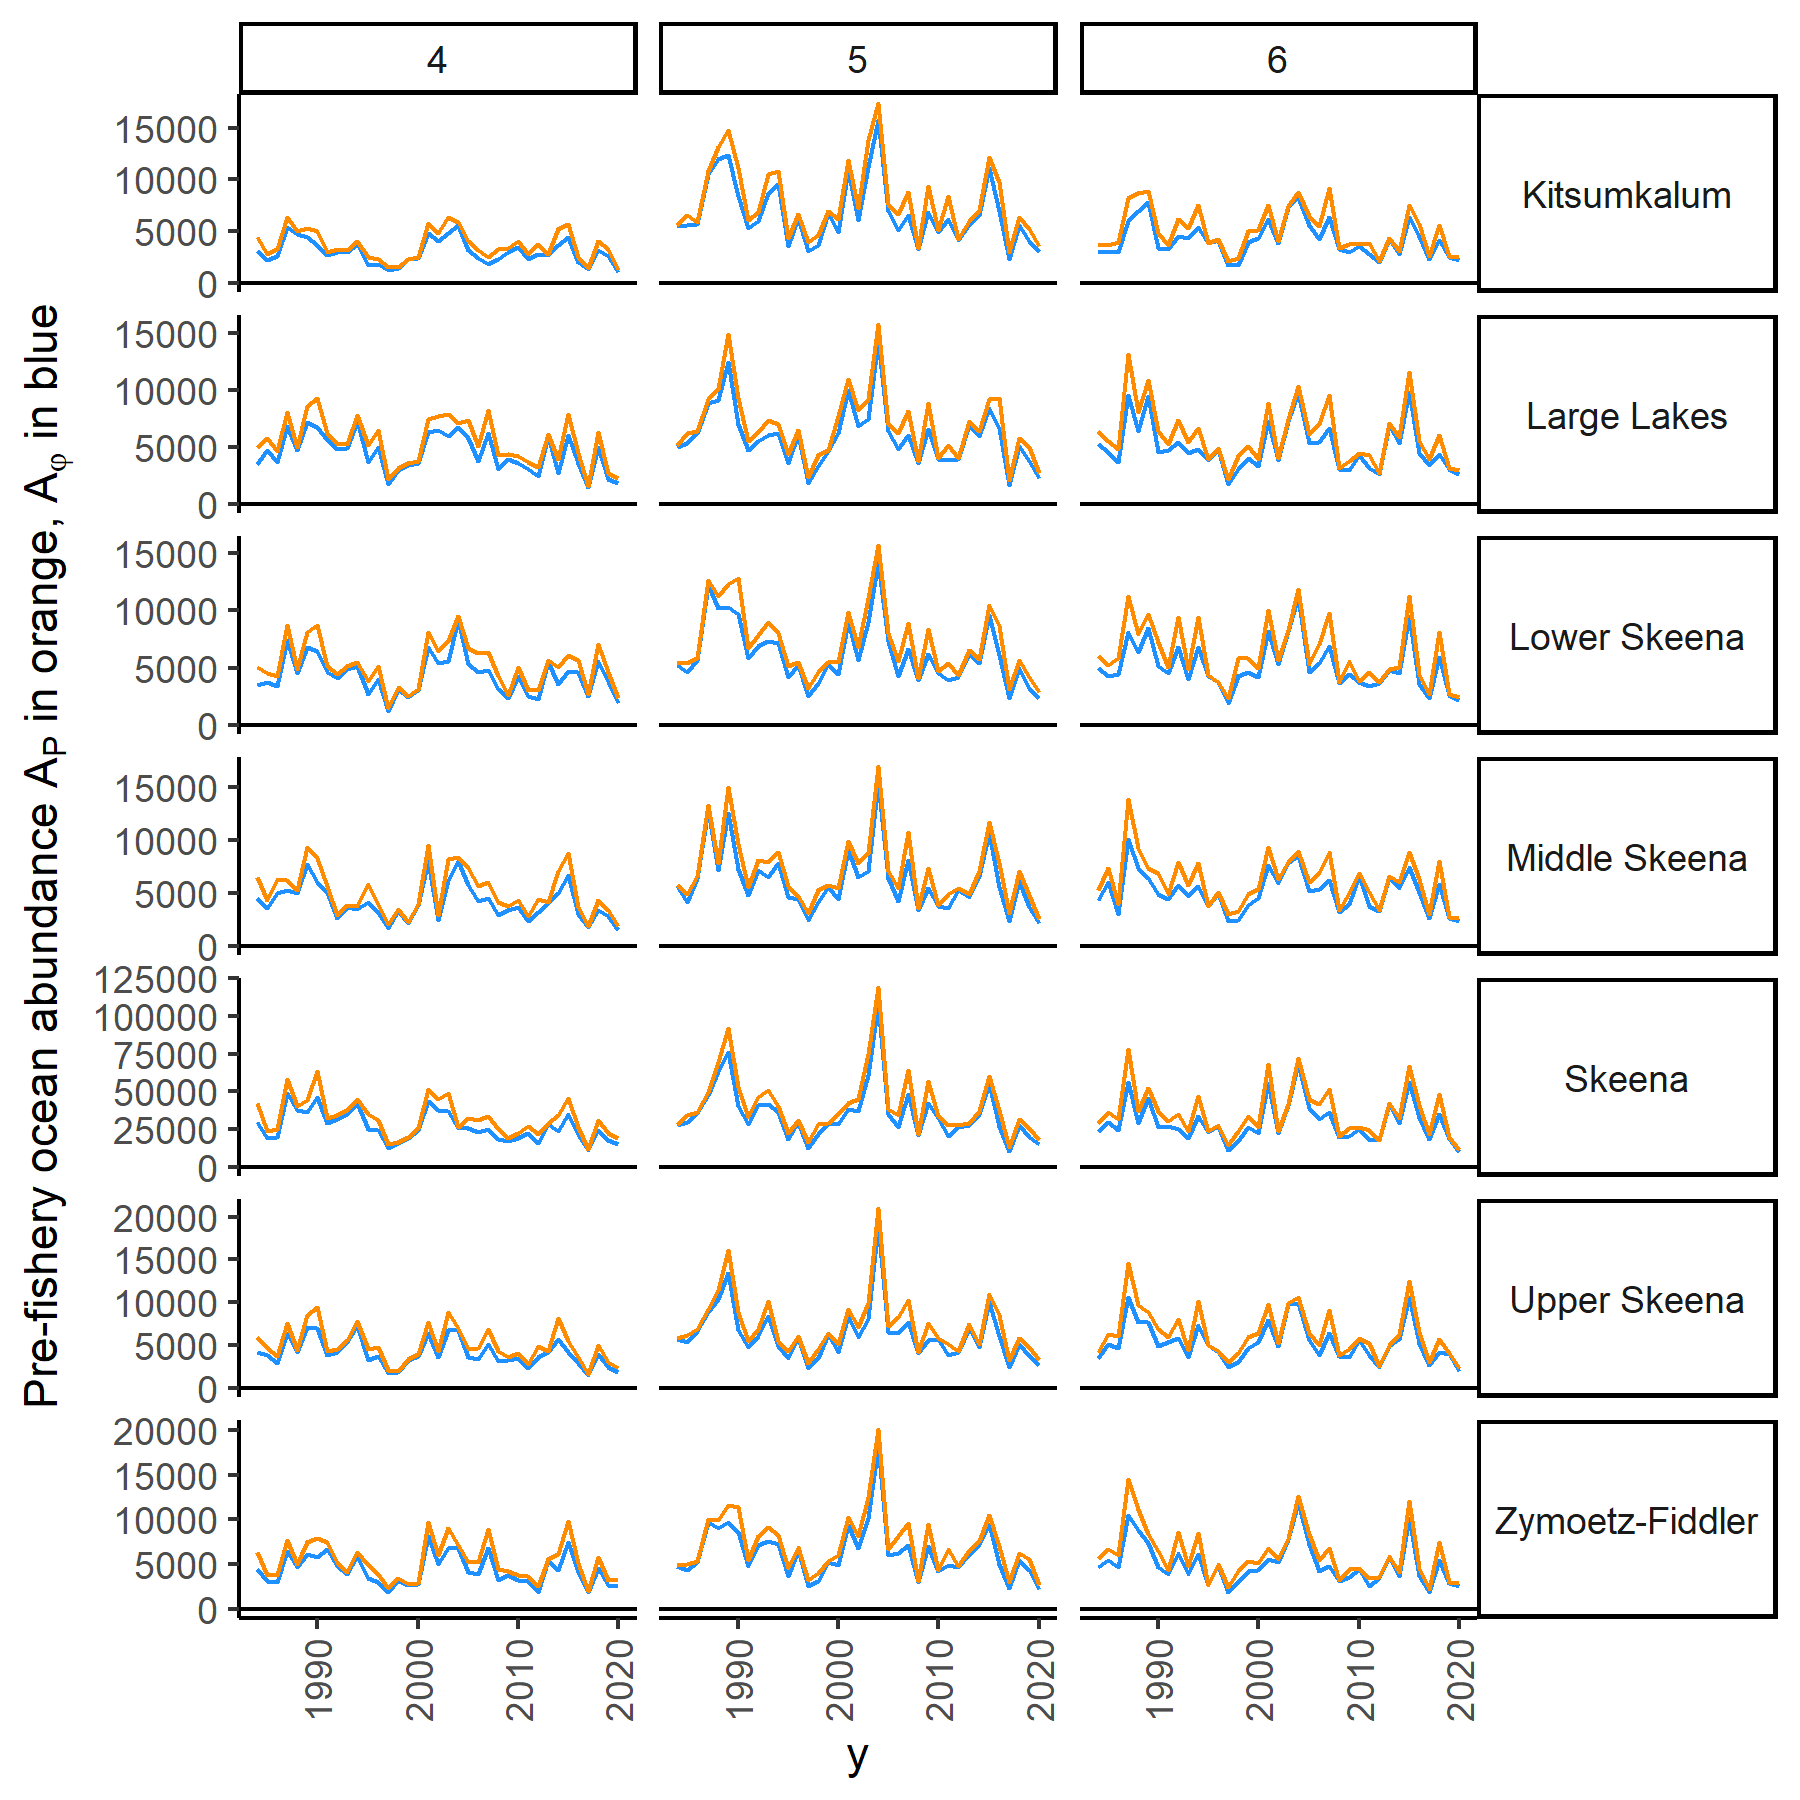 4 5 6
15000
10000
5000
0
Kitsumkalum
15000
10000
5000
0
Large Lakes
15000
10000
5000
0
Lower Skeena
15000
10000
5000
0
Middle Skeena
125000
100000
75000
50000
25000
0
Skeena
20000
15000
10000
5000
0
Upper Skeena
20000
15000
10000
5000
0
Zymoetz-Fiddler
1990 2000 2010 2020 1990 2000 2010 2020 1990 2000 2010 2020
y
Pre-fishery ocean abundance AP in orange, Aφ in blue